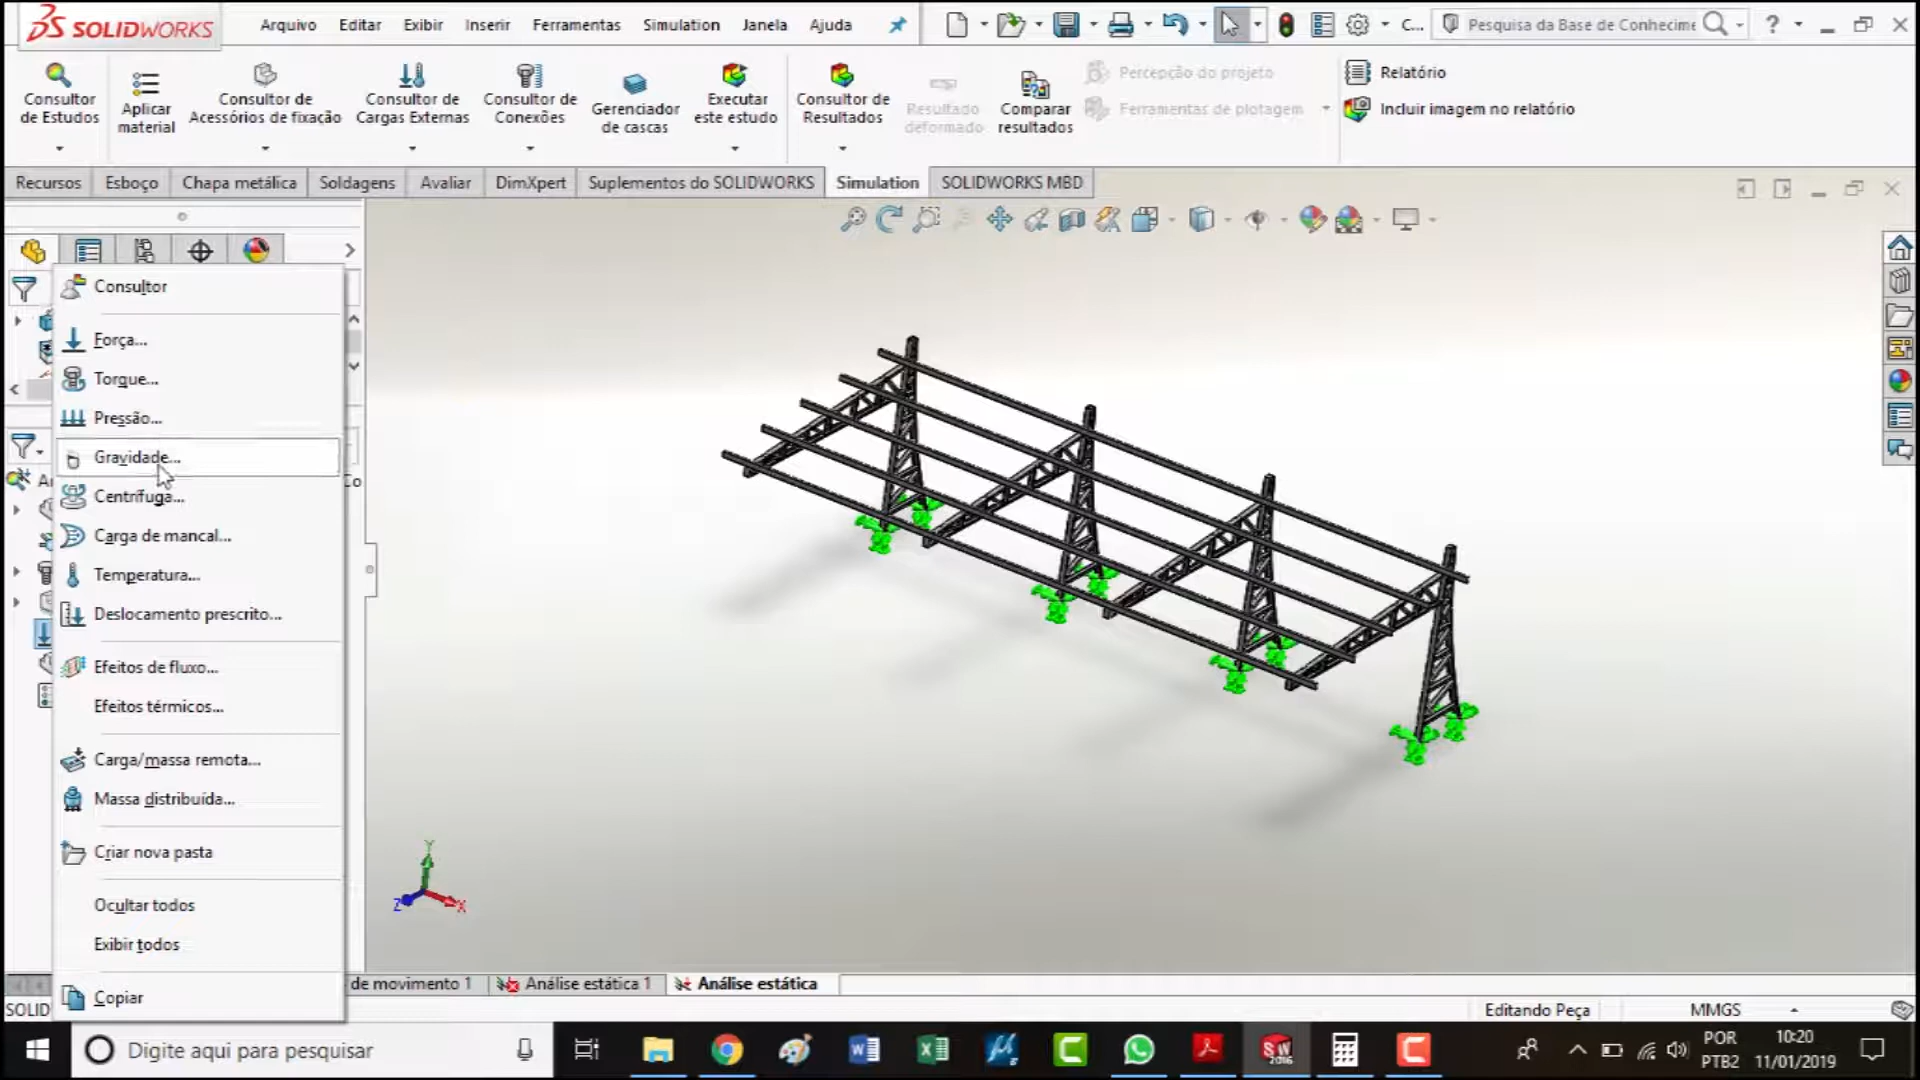 SOLIDWORKS
Arquivo Editar Exibir Inserir Ferramentas Simulation Janela Ajuda
C...
Pesquisa da Base de Conhecime
?
Consultor de Estudos
Aplicar material
Consultor de Acessórios de fixação
Consultor de Cargas Externas
Consultor de Conexões
Gerenciador de cascas
Executar este estudo
Consultor de Resultados
Resultado deformado
Comparar resultados
Percepção do projeto
Ferramentas de plotagem
Relatório
Incluir imagem no relatório
Recursos Esboço Chapa metálica Soldagens Avaliar DimXpert Suplementos do SOLIDWORKS Simulation SOLIDWORKS MBD
Consultor
Força...
Torque...
Pressão...
Gravidade...
Centrífuga...
Carga de mancal...
Temperatura...
Deslocamento prescrito...
Efeitos de fluxo...
Efeitos térmicos...
Carga/massa remota...
Massa distribuída...
Criar nova pasta
Ocultar todos
Exibir todos
Copiar
Y
Z
X
de movimento 1 Análise estática 1 Análise estática
SOLID
Editando Peça
MMGS
Digite aqui para pesquisar
SW
2016
POR
PTB2
10:20
11/01/2019